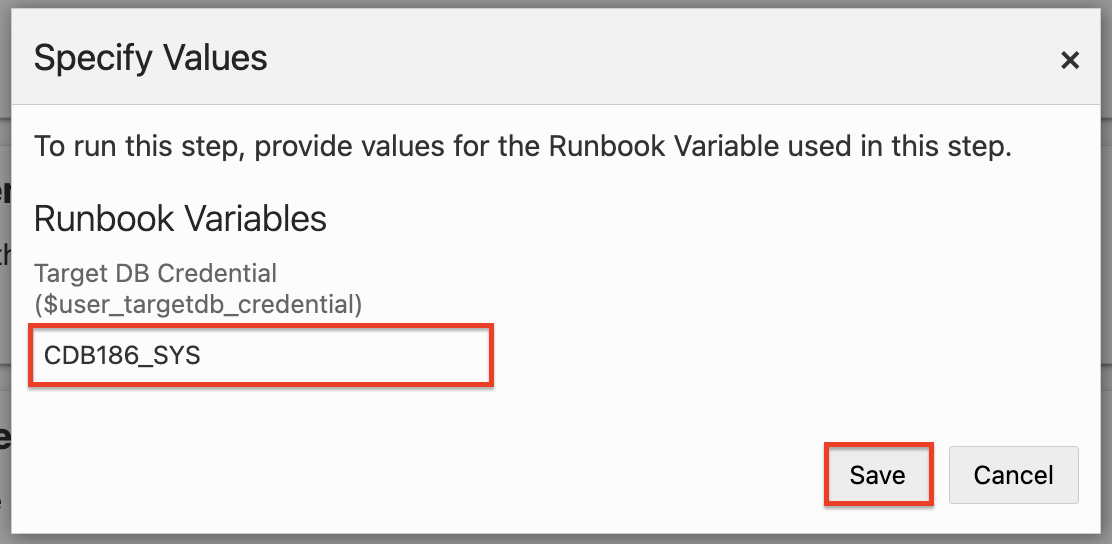 Specify Values
×
To run this step, provide values for the Runbook Variable used in this step.
Runbook Variables
Target DB Credential
($user_targetdb_credential)
CDB186_SYS
Save
Cancel